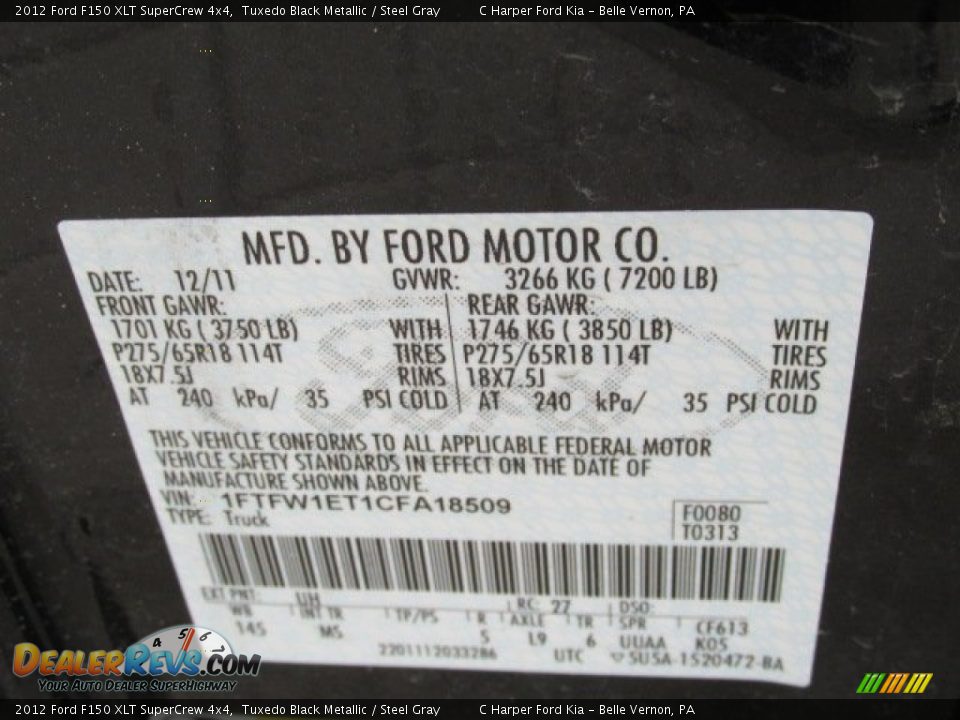 2012 Ford F150 XLT SuperCrew 4x4, Tuxedo Black Metallic / Steel Gray C Harper Ford Kia - Belle Vernon, PA
MFD. BY FORD MOTOR CO.
DATE: 12/11 GVWR: 3266 KG ( 7200 LB)
FRONT GAWR: REAR GAWR:
1701 KG ( 3750 LB) WITH 1746 KG ( 3850 LB) WITH
P275/65R18 114T TIRES P275/65R18 114T TIRES
18X7.5J RIMS 18X7.5J RIMS
AT 240 kPa/ 35 PSI COLD AT 240 kPa/ 35 PSI COLD
THIS VEHICLE CONFORMS TO ALL APPLICABLE FEDERAL MOTOR
VEHICLE SAFETY STANDARDS IN EFFECT ON THE DATE OF
MANUFACTURE SHOWN ABOVE.
VIN: 1FTFW1ET1CFA18509
TYPE: Truck
F0080
T0313
EXT PNT: UH RC: 27 DSO:
WB INT TR TP/PS R AXLE TR SPR CF613
145 MS 5 L9 6 UUAA K05
2201112033286 UTC SU5A-1520472-BA
4 5 6
DEALERREVS.COM
YOUR AUTO DEALER SUPERHIGHWAY
2012 Ford F150 XLT SuperCrew 4x4, Tuxedo Black Metallic / Steel Gray C Harper Ford Kia - Belle Vernon, PA